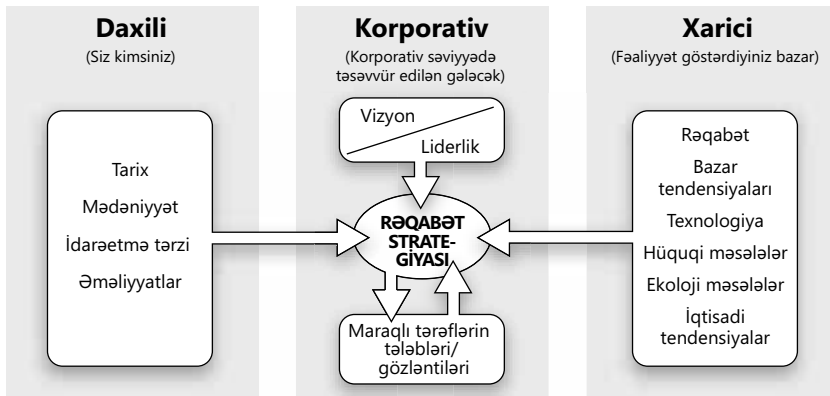 Daxili
(Siz kimsiniz)
Tarix
Mədəniyyət
İdarəetmə tərzi
Əməliyyatlar
Korporativ
(Korporativ səviyyədə
təsəvvür edilən gələcək)
Vizyon
Liderlik
RƏQABƏT
STRATE-
GİYASI
Maraqlı tərəflərin
tələbləri/
gözləntiləri
Xarici
(Fəaliyyət göstərdiyiniz bazar)
Rəqabət
Bazar
tendensiyaları
Texnologiya
Hüquqi məsələlər
Ekoloji məsələlər
İqtisadi
tendensiyalar